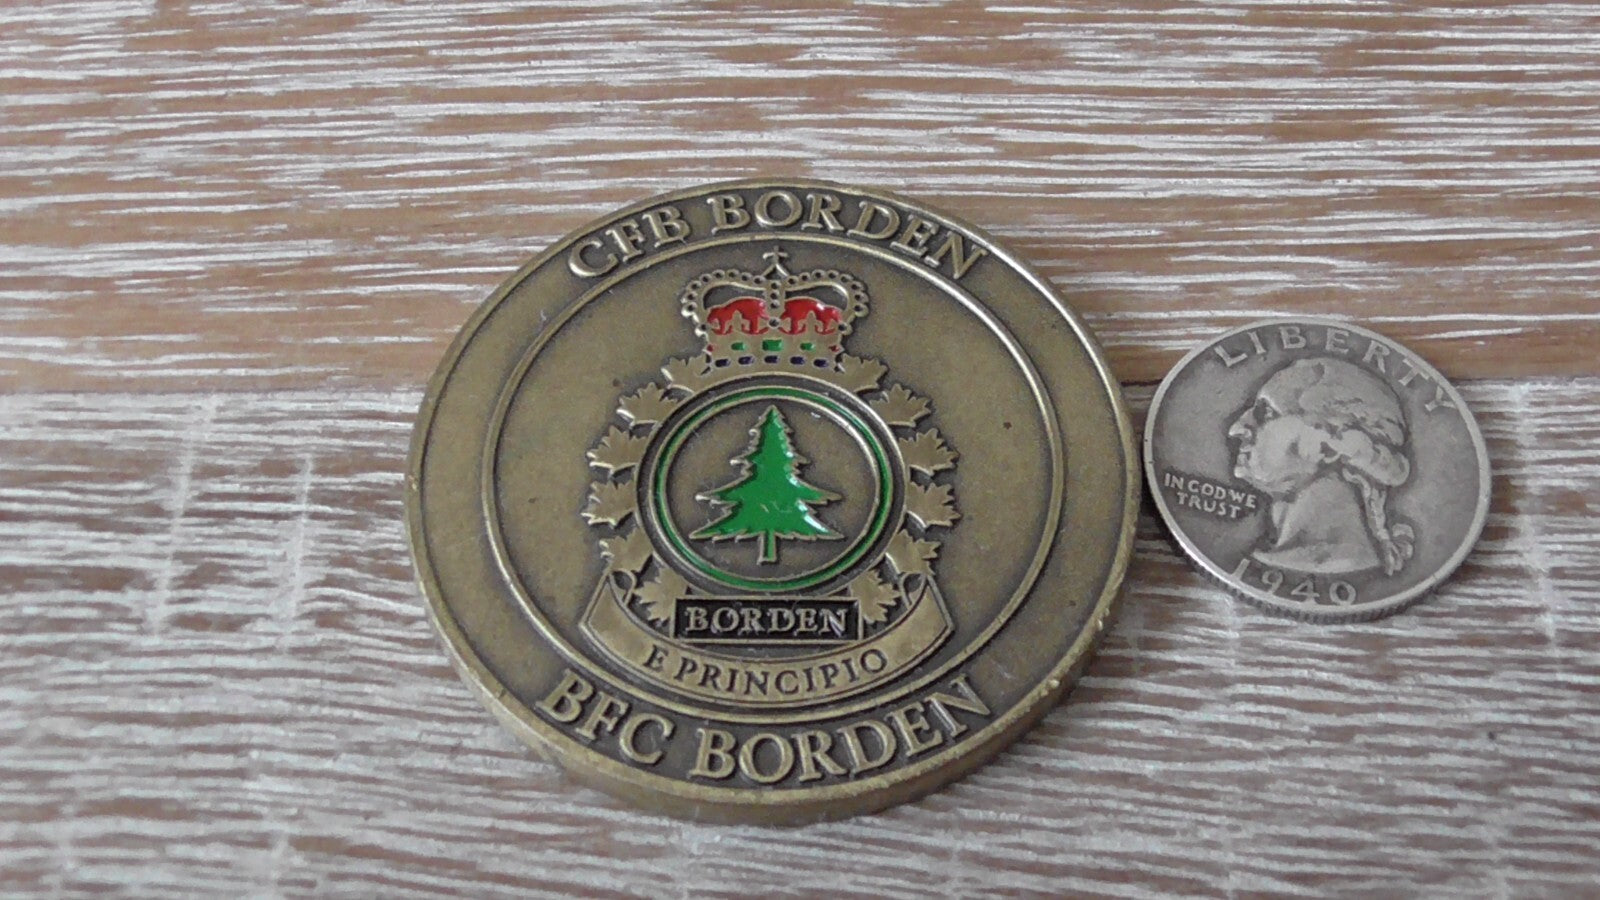 CFB BORDEN
BORDEN
E PRINCIPIO
BFC BORDEN
LIBERTY
IN GOD WE
TRUST
1940